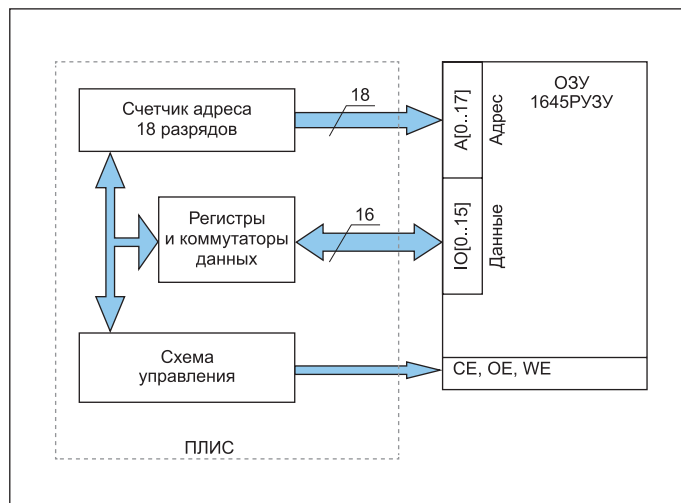 Счетчик адреса
18 разрядов
18
A[0..17]
Адрес
ОЗУ
1645РУ3У
Регистры
и коммутаторы
данных
16
IO[0..15]
Данные
Схема
управления
CE, OE, WE
ПЛИС